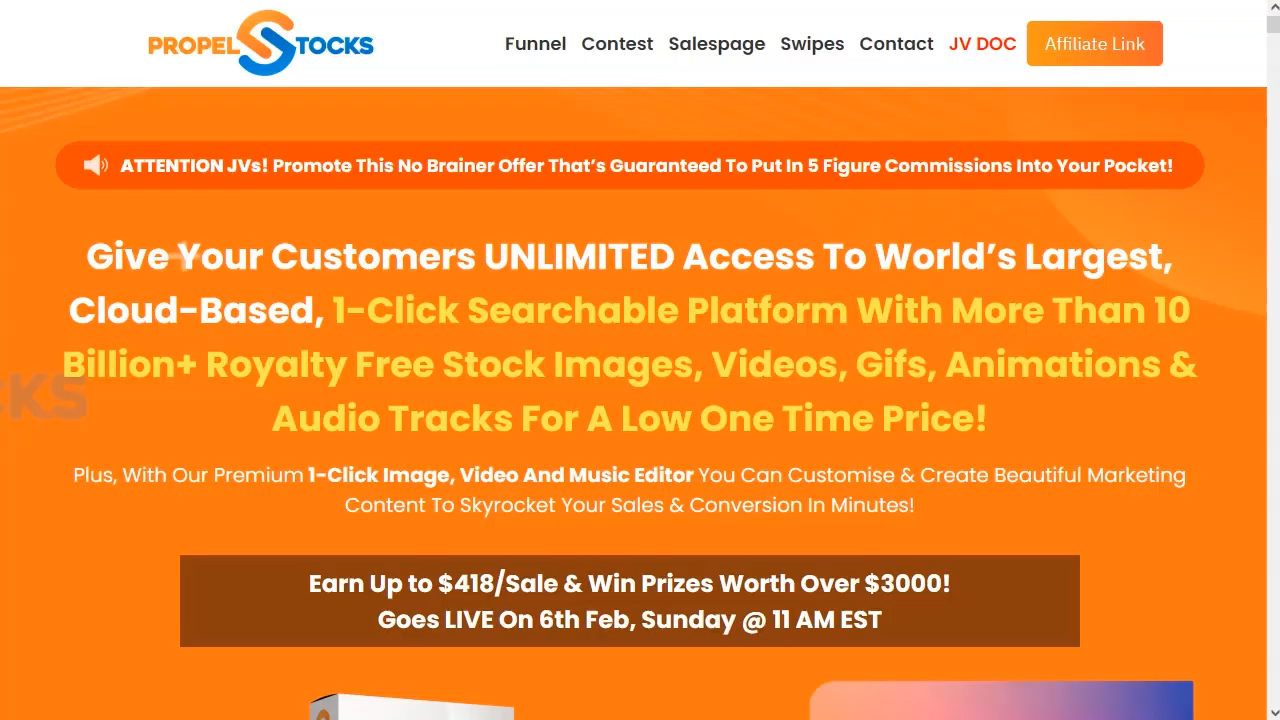 PROPEL STOCKS
Funnel Contest Salespage Swipes Contact JV DOC Affiliate Link
ATTENTION JVs! Promote This No Brainer Offer That's Guaranteed To Put In 5 Figure Commissions Into Your Pocket!
Give Your Customers UNLIMITED Access To World's Largest,
Cloud-Based, 1-Click Searchable Platform With More Than 10
Billion+ Royalty Free Stock Images, Videos, Gifs, Animations &
CKS
Audio Tracks For A Low One Time Price!
Plus, With Our Premium 1-Click Image, Video And Music Editor You Can Customise & Create Beautiful Marketing
Content To Skyrocket Your Sales & Conversion In Minutes!
Earn Up to $418/Sale & Win Prizes Worth Over $3000!
Goes LIVE On 6th Feb, Sunday @ 11 AM EST